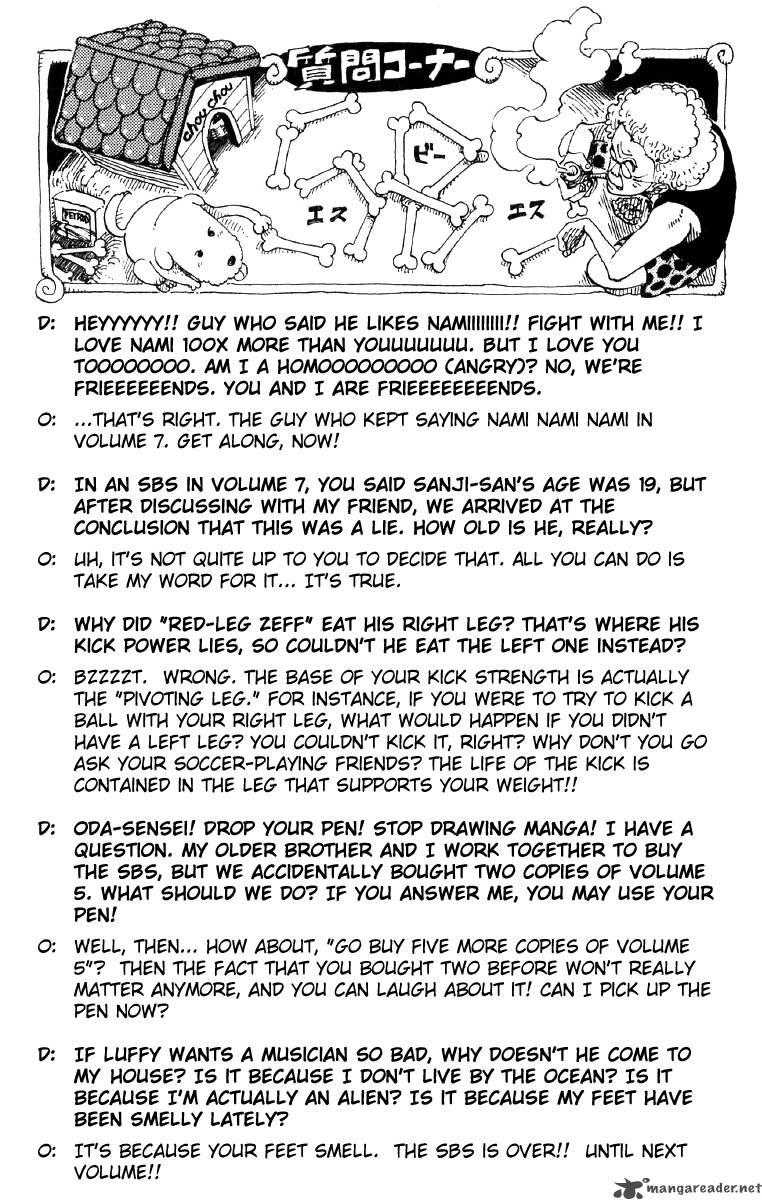 質問コーナー
chou chou
ビー
エス
エス
D: HEYYYYYY!! GUY WHO SAID HE LIKES NAMIIIIIIII!! FIGHT WITH ME!! I
LOVE NAMI 100X MORE THAN YOUUUUUUU. BUT I LOVE YOU
TOOOOOOOO. AM I A HOMOOOOOOOOO (ANGRY)? NO, WE'RE
FRIEEEEEENDS. YOU AND I ARE FRIEEEEEEEENDS.
O: ...THAT'S RIGHT. THE GUY WHO KEPT SAYING NAMI NAMI NAMI IN
VOLUME 7. GET ALONG, NOW!
D: IN AN SBS IN VOLUME 7, YOU SAID SANJI-SAN'S AGE WAS 19, BUT
AFTER DISCUSSING WITH MY FRIEND, WE ARRIVED AT THE
CONCLUSION THAT THIS WAS A LIE. HOW OLD IS HE, REALLY?
O: UH, IT'S NOT QUITE UP TO YOU TO DECIDE THAT. ALL YOU CAN DO IS
TAKE MY WORD FOR IT... IT'S TRUE.
D: WHY DID "RED-LEG ZEFF" EAT HIS RIGHT LEG? THAT'S WHERE HIS
KICK POWER LIES, SO COULDN'T HE EAT THE LEFT ONE INSTEAD?
O: BZZZZT. WRONG. THE BASE OF YOUR KICK STRENGTH IS ACTUALLY
THE "PIVOTING LEG." FOR INSTANCE, IF YOU WERE TO TRY TO KICK A
BALL WITH YOUR RIGHT LEG, WHAT WOULD HAPPEN IF YOU DIDN'T
HAVE A LEFT LEG? YOU COULDN'T KICK IT, RIGHT? WHY DON'T YOU GO
ASK YOUR SOCCER-PLAYING FRIENDS? THE LIFE OF THE KICK IS
CONTAINED IN THE LEG THAT SUPPORTS YOUR WEIGHT!!
D: ODA-SENSEI! DROP YOUR PEN! STOP DRAWING MANGA! I HAVE A
QUESTION. MY OLDER BROTHER AND I WORK TOGETHER TO BUY
THE SBS, BUT WE ACCIDENTALLY BOUGHT TWO COPIES OF VOLUME
5. WHAT SHOULD WE DO? IF YOU ANSWER ME, YOU MAY USE YOUR
PEN!
O: WELL, THEN... HOW ABOUT, "GO BUY FIVE MORE COPIES OF VOLUME
5"? THEN THE FACT THAT YOU BOUGHT TWO BEFORE WON'T REALLY
MATTER ANYMORE, AND YOU CAN LAUGH ABOUT IT! CAN I PICK UP THE
PEN NOW?
D: IF LUFFY WANTS A MUSICIAN SO BAD, WHY DOESN'T HE COME TO
MY HOUSE? IS IT BECAUSE I DON'T LIVE BY THE OCEAN? IS IT
BECAUSE I'M ACTUALLY AN ALIEN? IS IT BECAUSE MY FEET HAVE
BEEN SMELLY LATELY?
O: IT'S BECAUSE YOUR FEET SMELL. THE SBS IS OVER!! UNTIL NEXT
VOLUME!!
mangareader.net